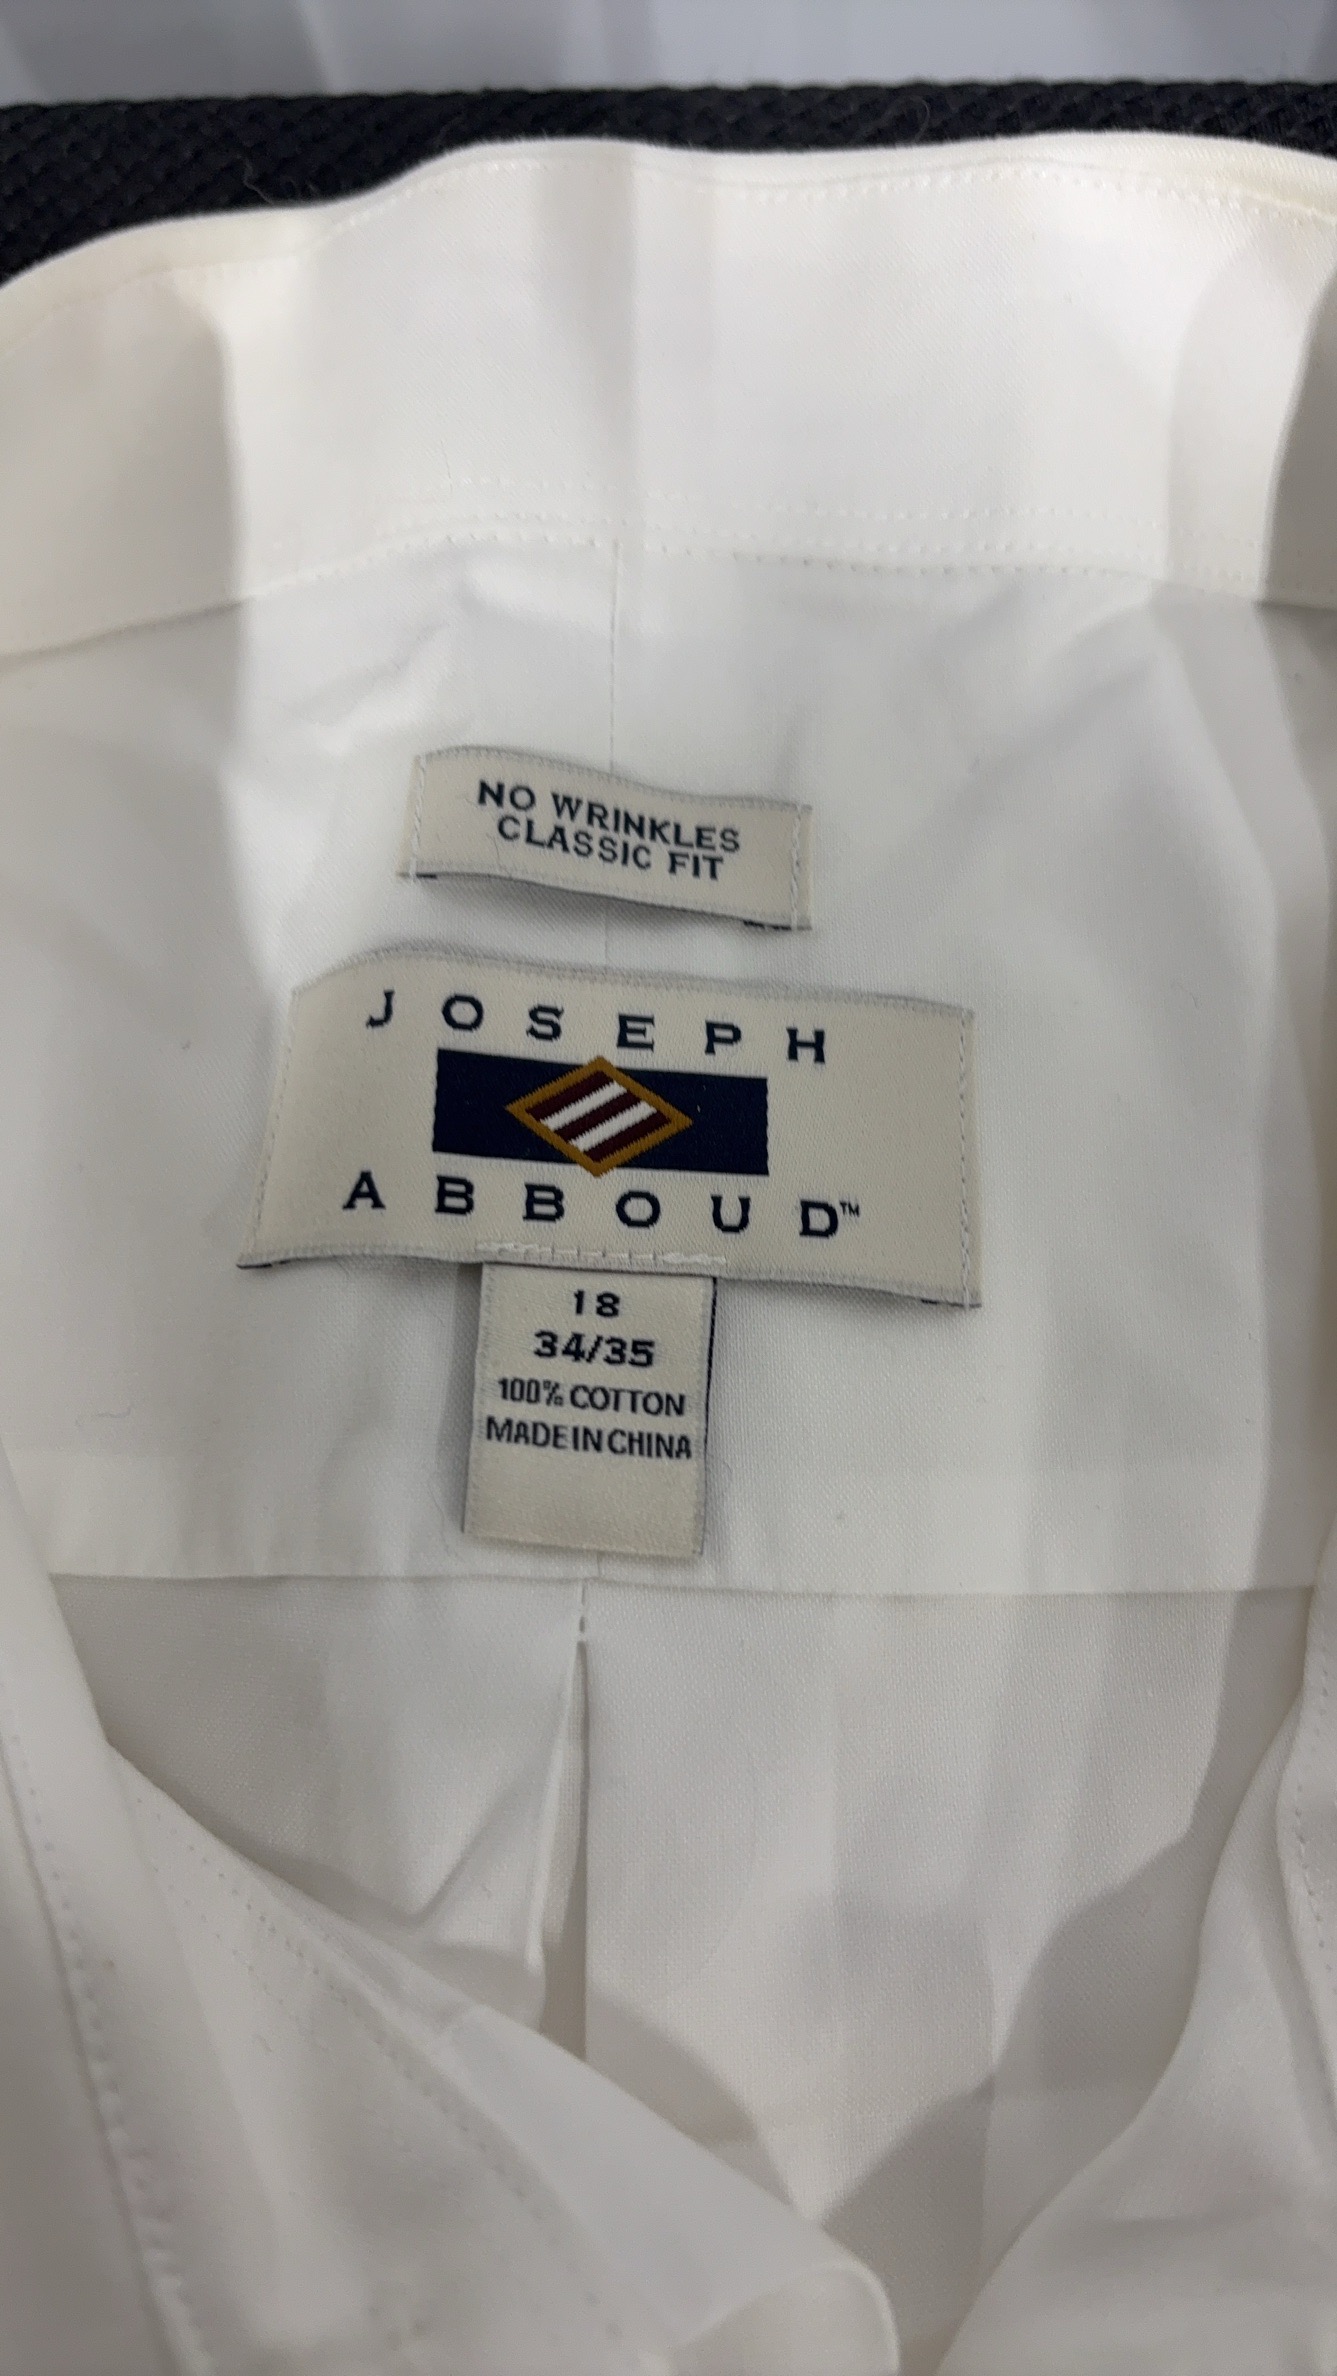 NO WRINKLES
CLASSIC FIT
JOSEPH
ABBOUD™
18
34/35
100% COTTON
MADE IN CHINA